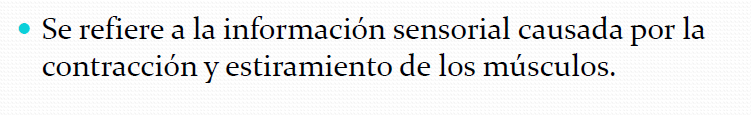 • Se refiere a la información sensorial causada por la
contracción y estiramiento de los músculos.